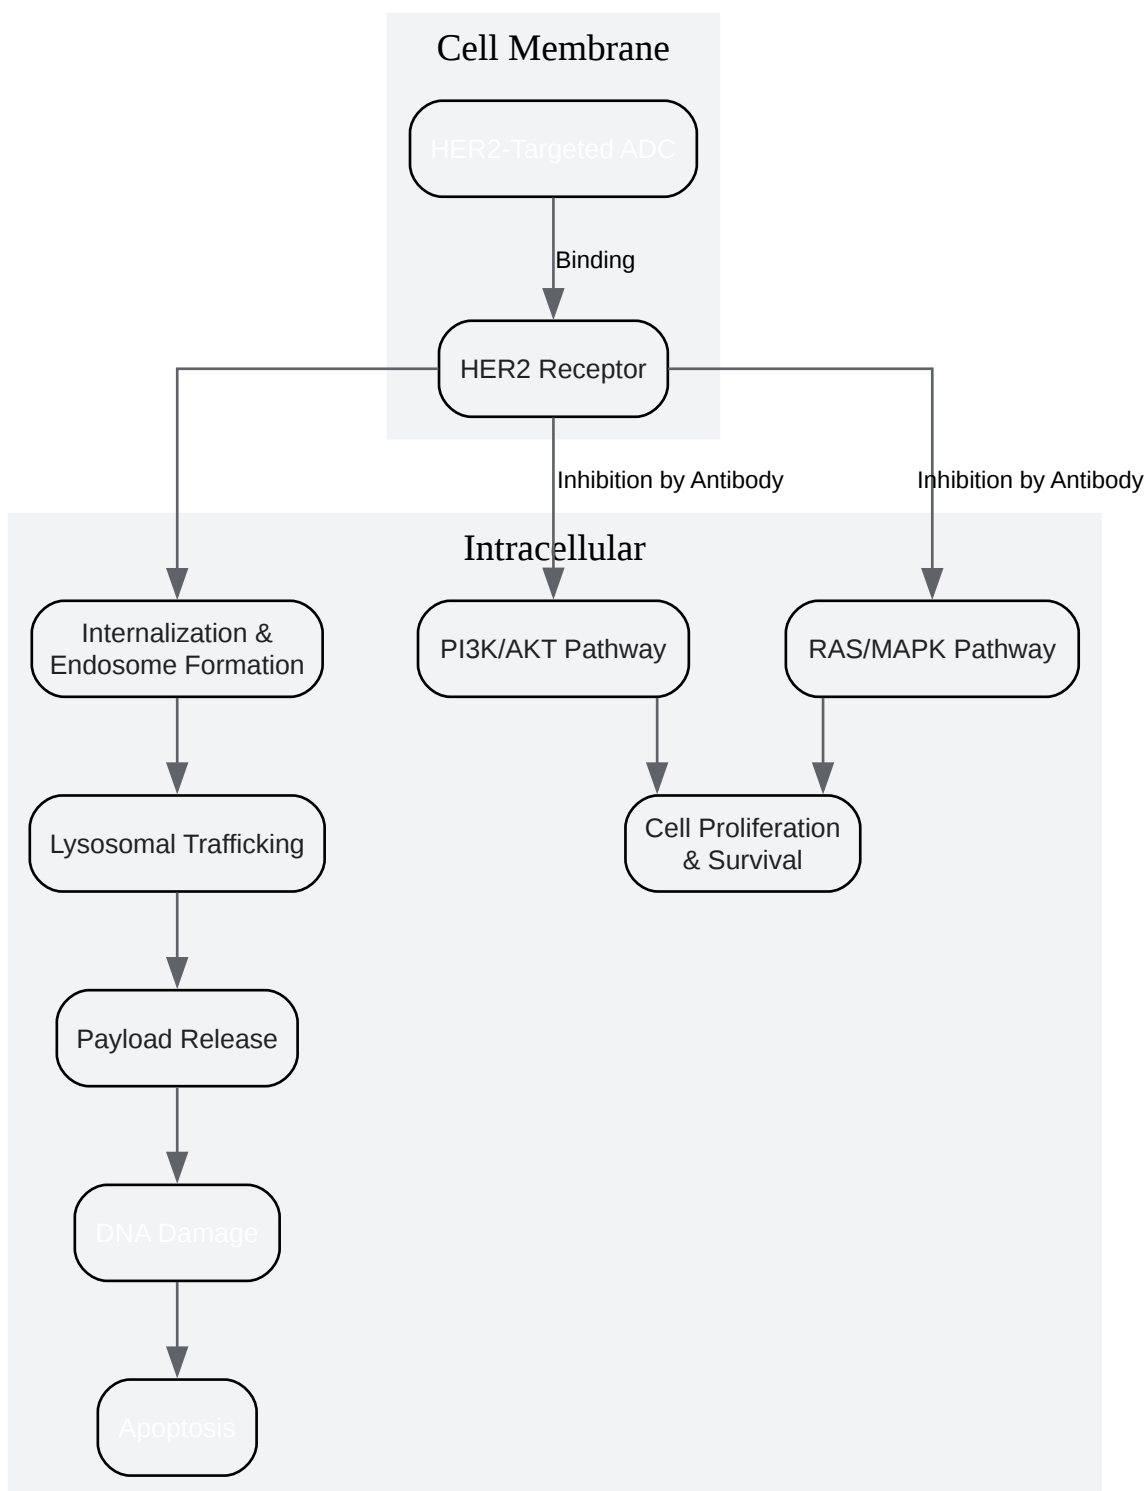 Cell Membrane
HER2-Targeted ADC
Binding
HER2 Receptor
Inhibition by Antibody
Inhibition by Antibody
Intracellular
Internalization &
Endosome Formation
PI3K/AKT Pathway
RAS/MAPK Pathway
Lysosomal Trafficking
Cell Proliferation
& Survival
Payload Release
DNA Damage
Apoptosis